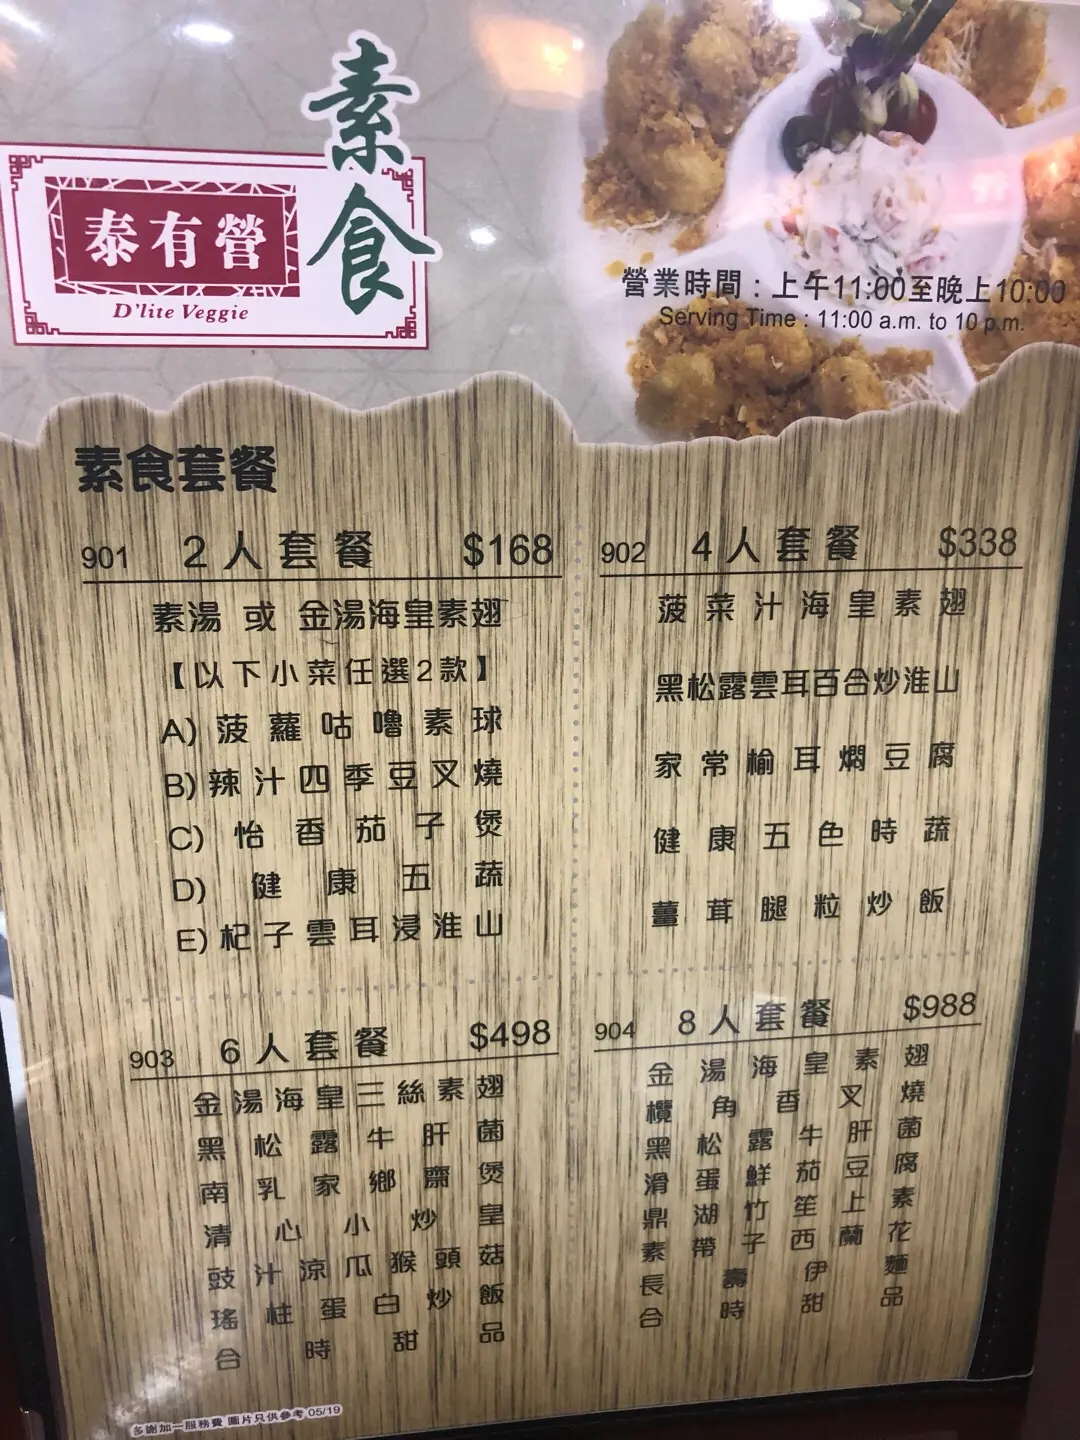 素食
泰有營
D'lite Veggie
營業時間：上午11:00至晚上10:00
Serving Time : 11:00 a.m. to 10 p.m.
素食套餐
901 2人套餐 $168
素湯 或 金湯海皇素翅
【以下小菜任選2款】
A) 菠蘿咕嚕素球
B) 辣汁四季豆叉燒
C) 怡香茄子煲
D) 健康五蔬
E) 杞子雲耳浸淮山
902 4人套餐 $338
菠菜汁海皇素翅
黑松露雲耳百合炒淮山
家常榆耳燜豆腐
健康五色時蔬
薑茸腿粒炒飯
903 6人套餐 $498
金湯海皇三絲素翅
黑松露牛肝菌
南乳家鄉齋煲
清心小炒皇
豉汁涼瓜猴頭菇
瑤柱蛋白炒飯
合時甜品
904 8人套餐 $988
金湯海皇素翅
欖角香叉燒
黑松露牛肝菌
滑蛋鮮茄豆腐
鼎湖竹笙上素
素帶子西蘭花
長壽伊麵
合時甜品
多謝加一服務費 圖片只供參考 05/19